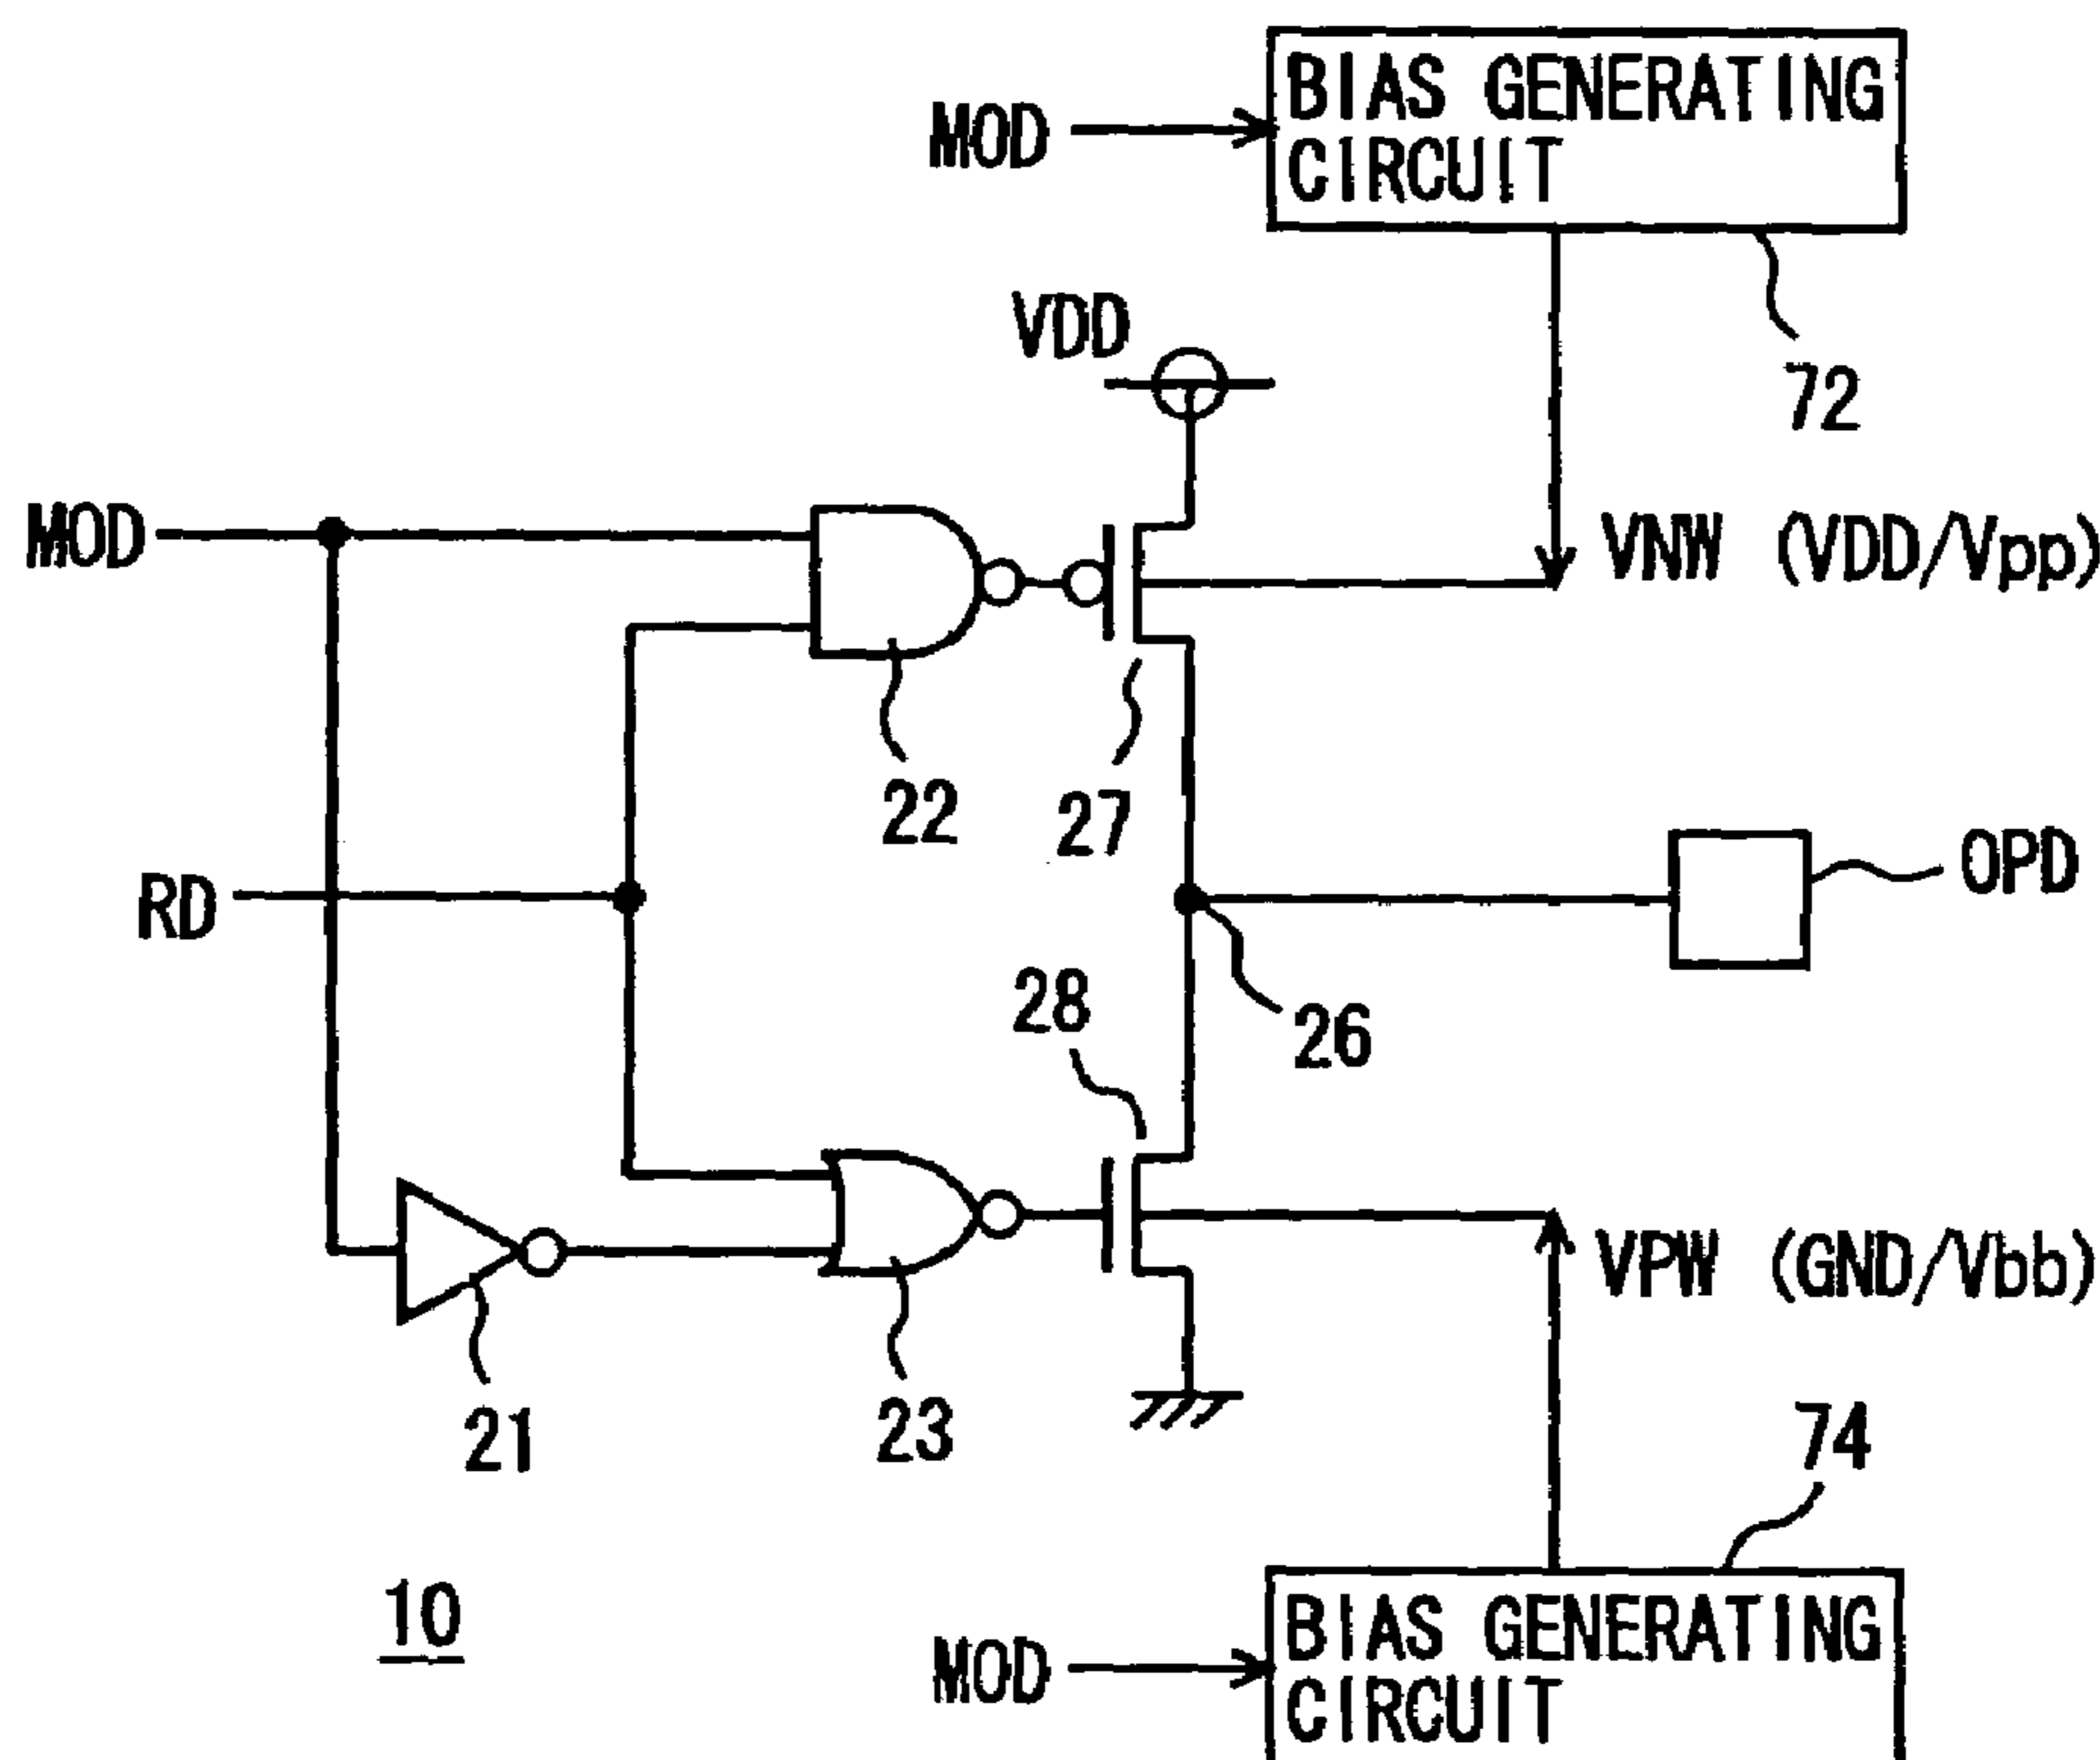 BIAS GENERATING
CIRCUIT
MOD
VDD
72
MOD
VNW (VDD/Vpp)
22
27
RD
OPD
28
26
VPW (GND/Vbb)
21
23
74
10
BIAS GENERATING
CIRCUIT
MOD